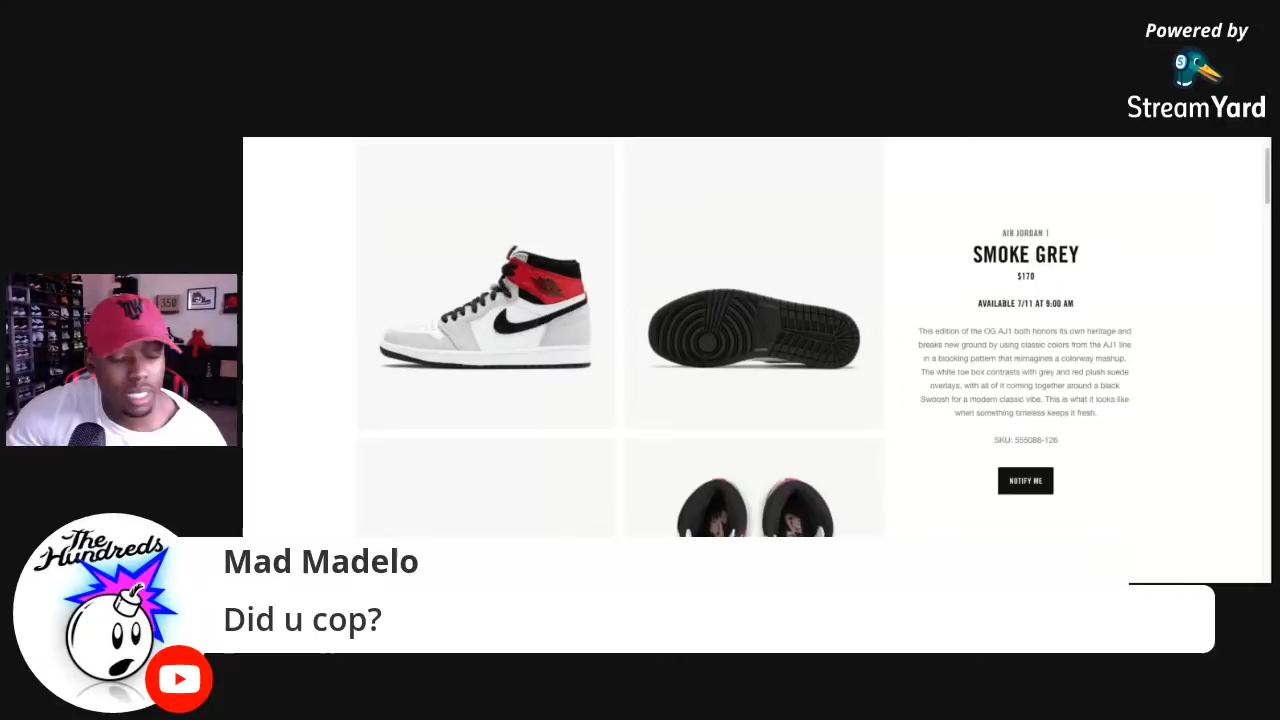 Powered by
StreamYard
AIR JORDAN 1
SMOKE GREY
$170
AVAILABLE 7/11 AT 9:00 AM
This edition of the OG AJ1 both honors its own heritage and
breaks new ground by using classic colors from the AJ1 line
in a blocking pattern that reimagines a colorway mashup.
The white toe box contrasts with grey and red plush suede
overlays, with all of it coming together around a black
Swoosh for a modern classic vibe. This is what it looks like
when something timeless keeps it fresh.
SKU: 555088-126
NOTIFY ME
350
The
Hundreds
Mad Madelo
Did u cop?